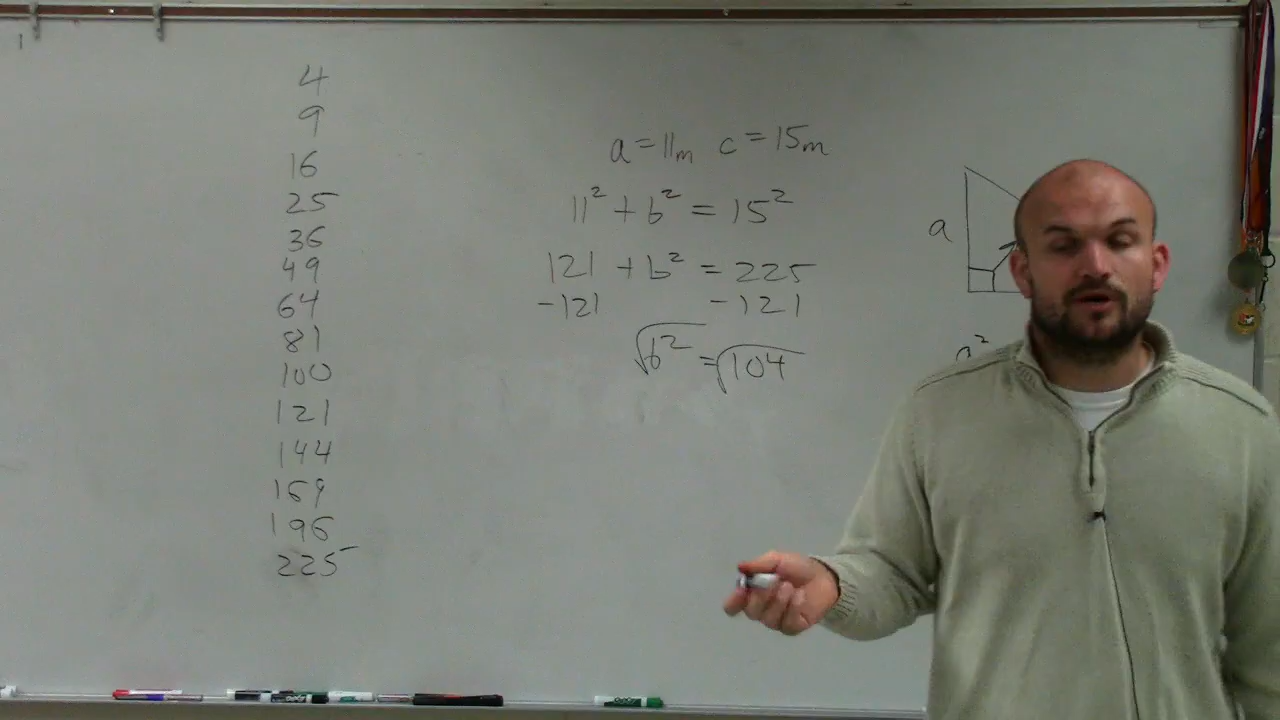 4
9
16
25
36
49
64
81
100
121
144
169
196
225
a = 11m c = 15m
11² + b² = 15²
121 + b² = 225
-121 -121
√b² = √104
a
a²